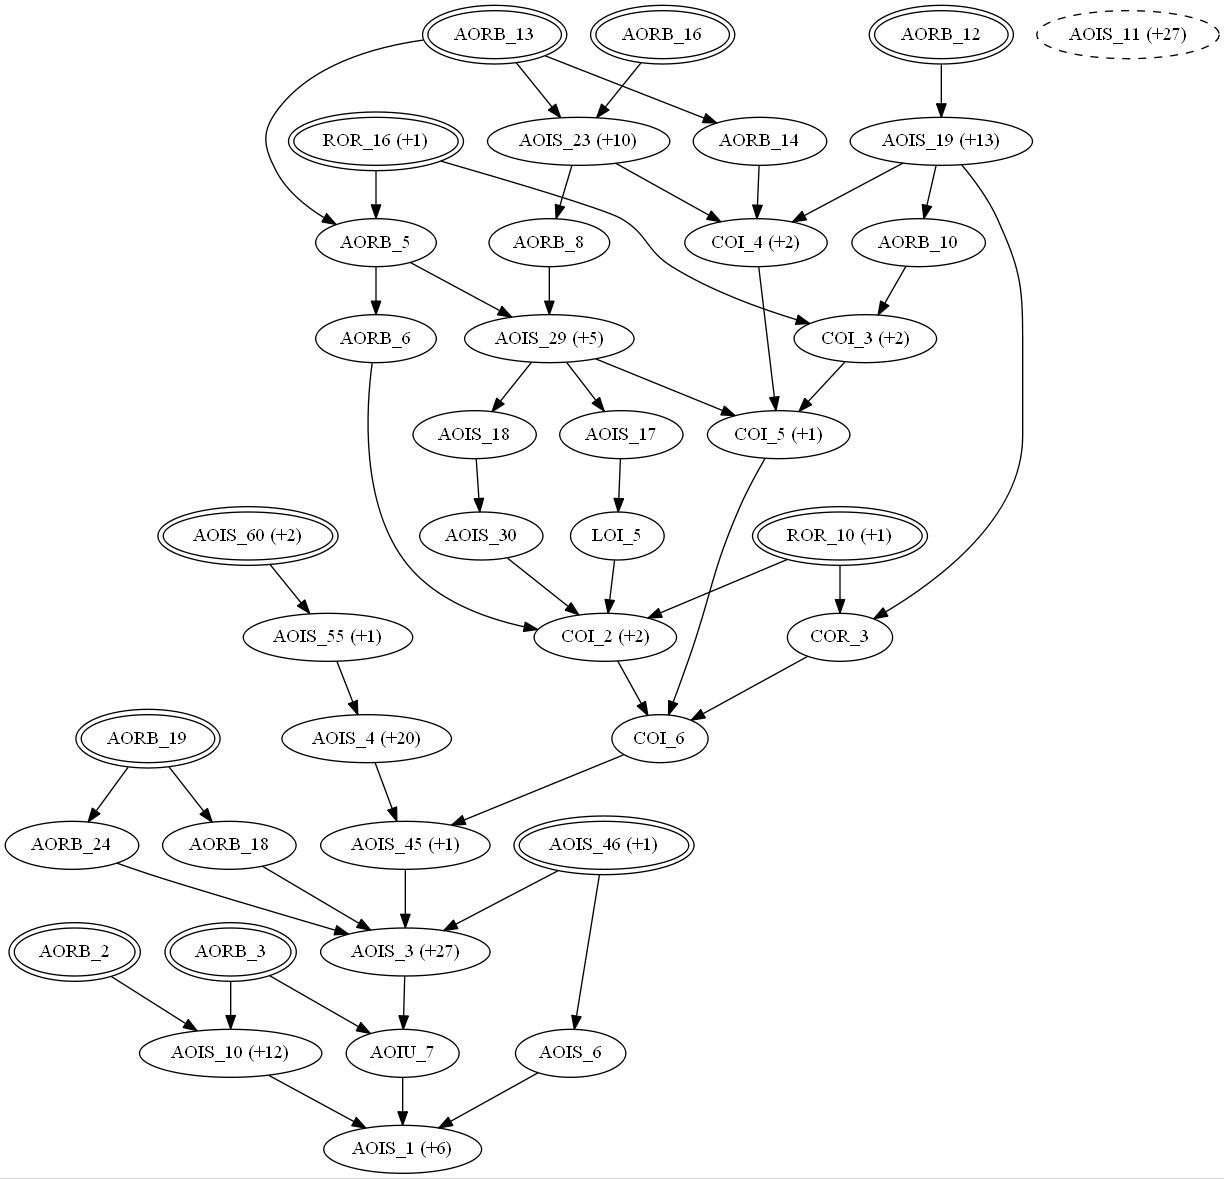 AORB_13
AORB_16
AORB_12
AOIS_11 (+27)
ROR_16 (+1)
AOIS_23 (+10)
AORB_14
AOIS_19 (+13)
AORB_5
AORB_8
COI_4 (+2)
AORB_10
AORB_6
AOIS_29 (+5)
COI_3 (+2)
AOIS_18
AOIS_17
COI_5 (+1)
AOIS_60 (+2)
AOIS_30
LOI_5
ROR_10 (+1)
AOIS_55 (+1)
COI_2 (+2)
COR_3
AORB_19
AOIS_4 (+20)
COI_6
AORB_24
AORB_18
AOIS_45 (+1)
AOIS_46 (+1)
AORB_2
AORB_3
AOIS_3 (+27)
AOIS_10 (+12)
AOIU_7
AOIS_6
AOIS_1 (+6)